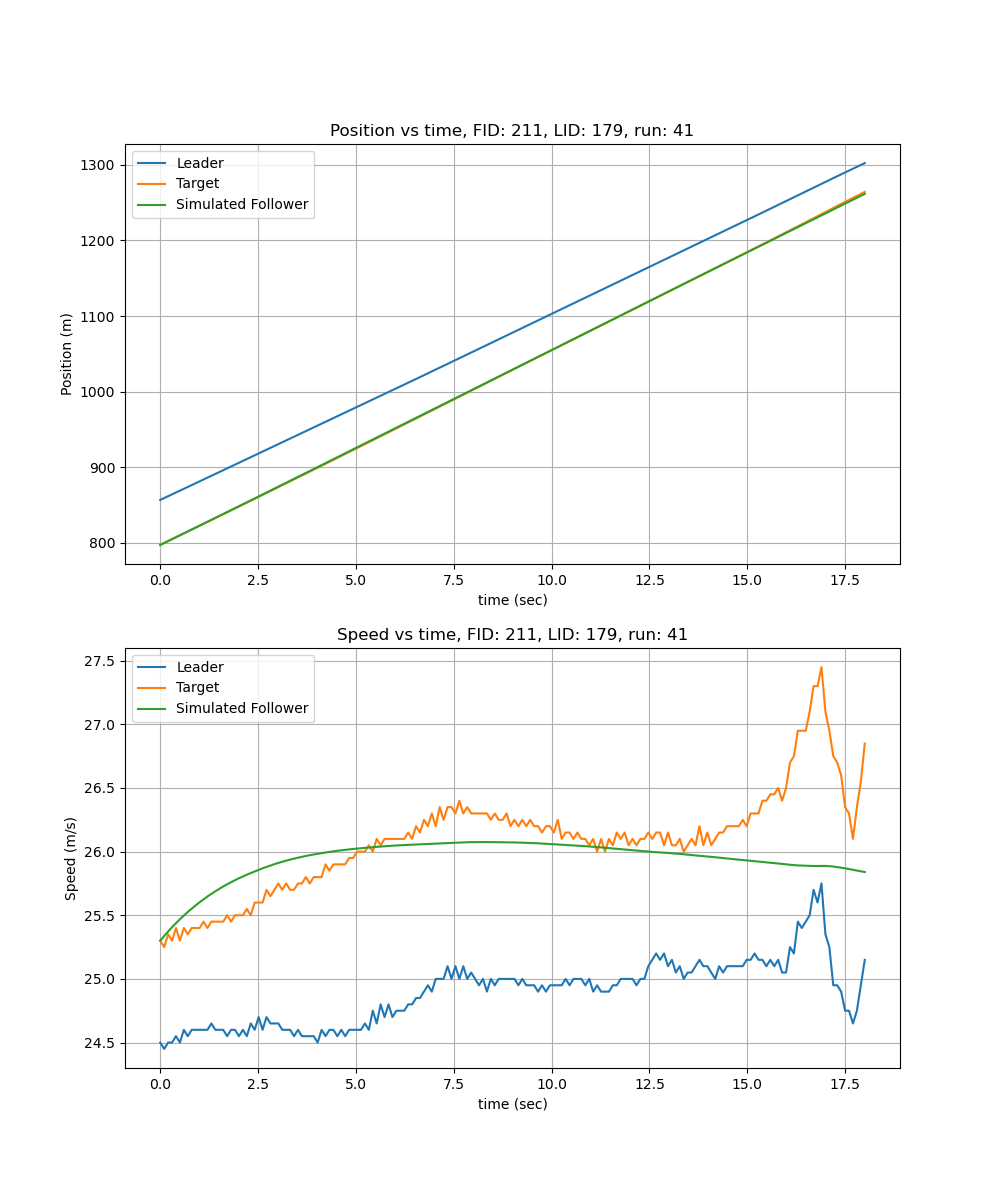 Position vs time, FID: 211, LID: 179, run: 41
Leader
Target
Simulated Follower
1300
1200
1100
1000
900
800
Position (m)
0.0 2.5 5.0 7.5 10.0 12.5 15.0 17.5
time (sec)
Speed vs time, FID: 211, LID: 179, run: 41
Leader
Target
Simulated Follower
27.5
27.0
26.5
26.0
25.5
25.0
24.5
Speed (m/s)
0.0 2.5 5.0 7.5 10.0 12.5 15.0 17.5
time (sec)